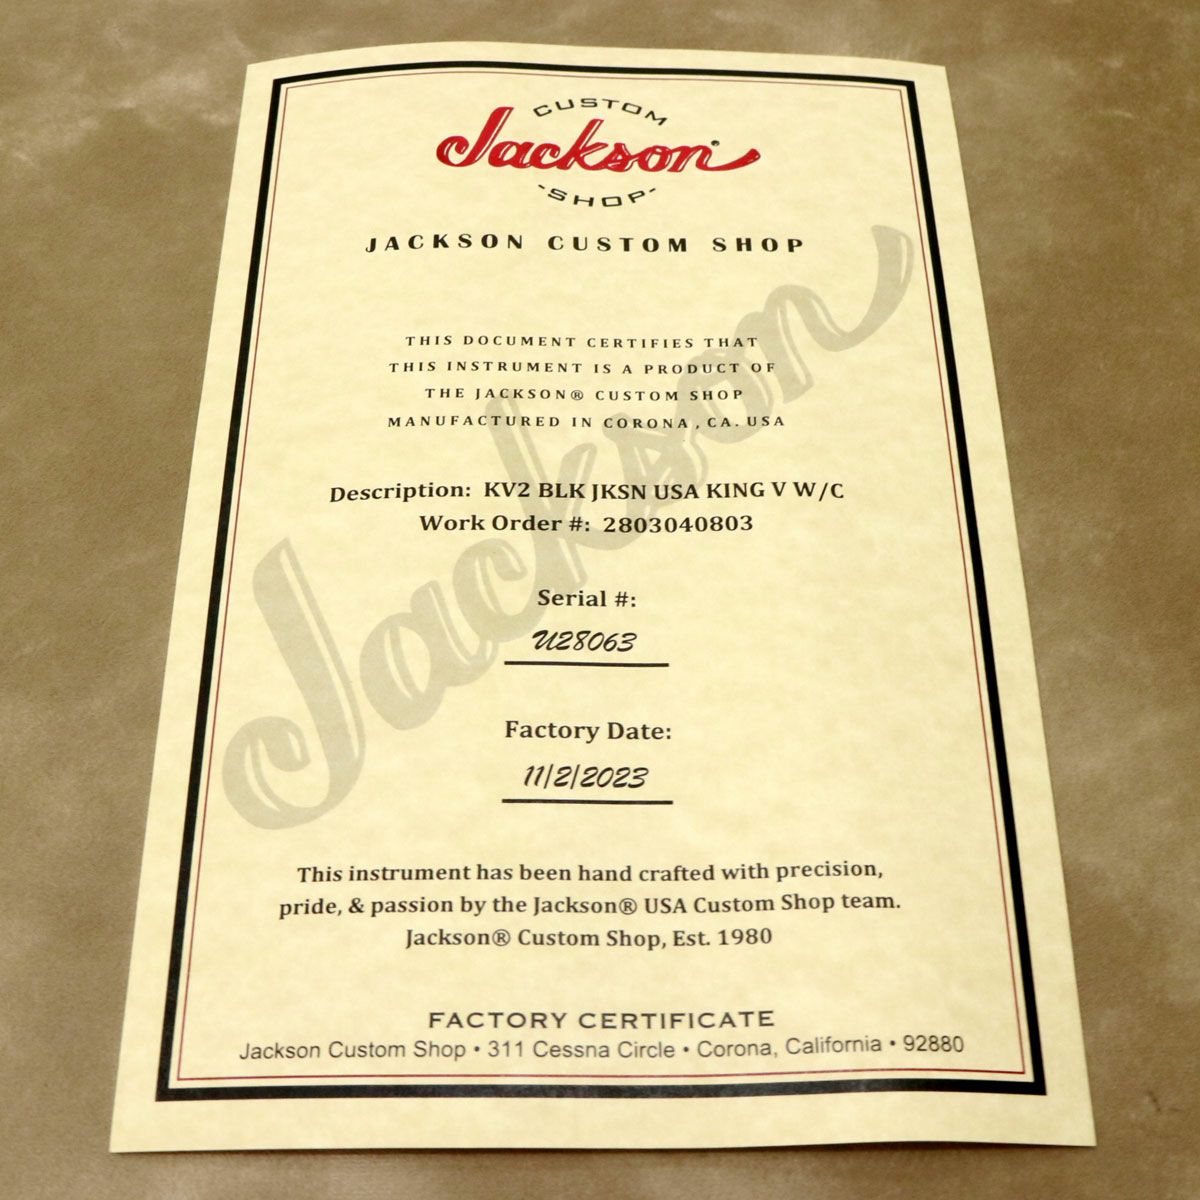 CUSTOM
Jackson®
-SHOP-
JACKSON CUSTOM SHOP
Jackson
THIS DOCUMENT CERTIFIES THAT
THIS INSTRUMENT IS A PRODUCT OF
THE JACKSON® CUSTOM SHOP
MANUFACTURED IN CORONA, CA. USA
Description: KV2 BLK JKSN USA KING V W/C
Work Order #: 2803040803
Serial #:
U28063
Factory Date:
11/2/2023
This instrument has been hand crafted with precision,
pride, & passion by the Jackson® USA Custom Shop team.
Jackson® Custom Shop, Est. 1980
FACTORY CERTIFICATE
Jackson Custom Shop • 311 Cessna Circle • Corona, California • 92880